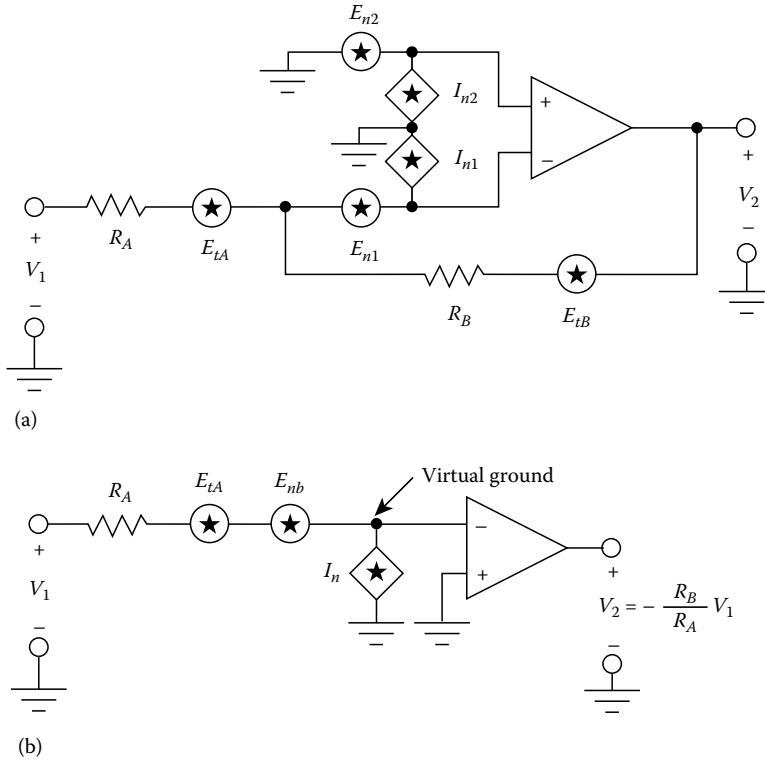 E_{n2}
I_{n2}
+
I_{n1}
−
+
V_2
−
R_A
E_{tA}
E_{n1}
+
V_1
−
R_B
E_{tB}
(a)
R_A
E_{tA}
E_{nb}
Virtual ground
−
+
I_n
+
V_1
−
+
V_2 = − \frac{R_B}{R_A} V_1
−
(b)